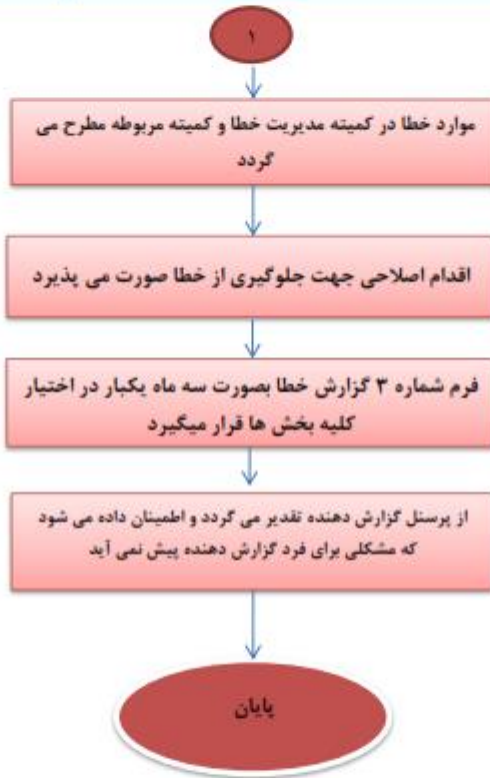 ۱
موارد خطا در کمیته مدیریت خطا و کمیته مربوطه مطرح می
گردد
اقدام اصلاحی جهت جلوگیری از خطا صورت می پذیرد
فرم شماره ۳ گزارش خطا بصورت سه ماه یکبار در اختیار
کلیه بخش ها قرار میگیرد
از پرسنل گزارش دهنده تقدیر می گردد و اطمینان داده می شود
که مشکلی برای فرد گزارش دهنده پیش نمی آید
پایان